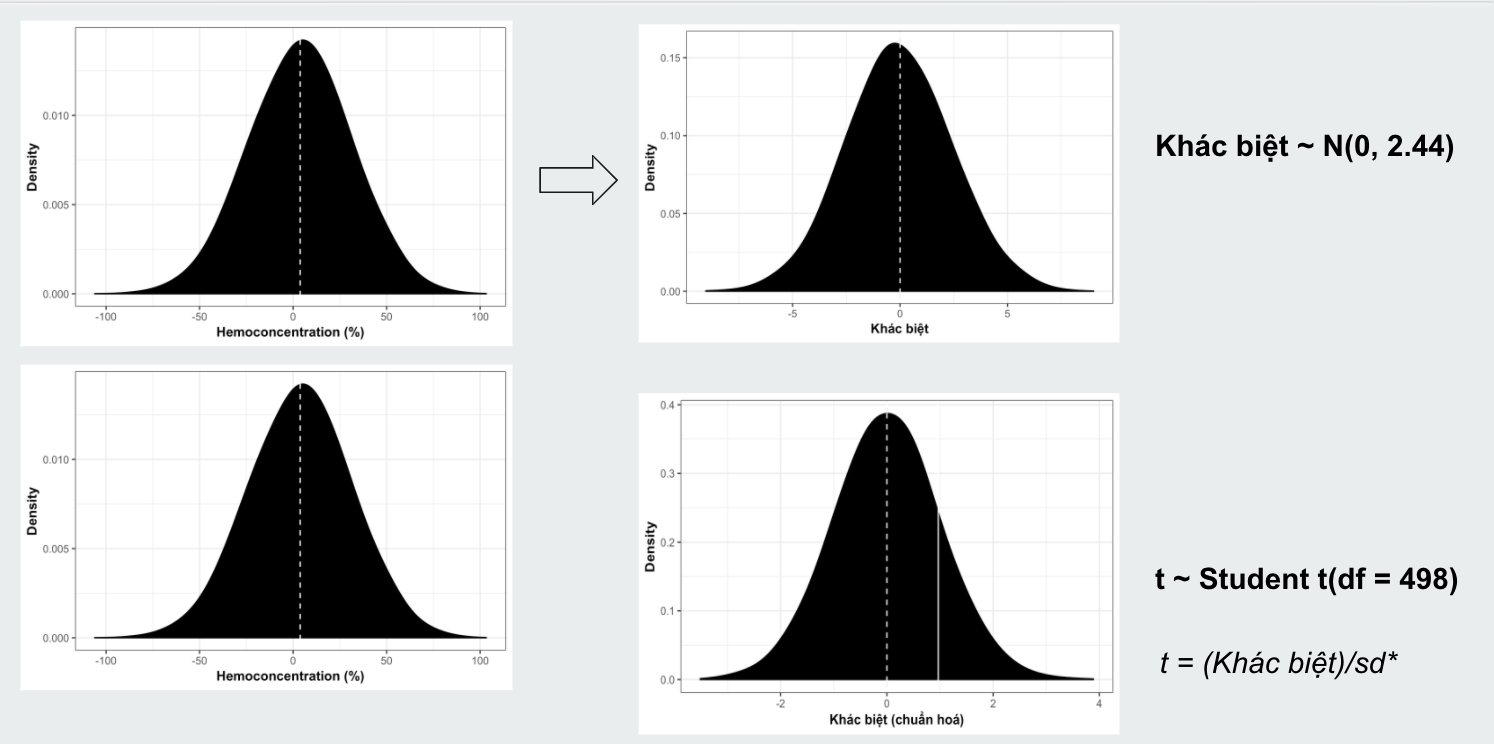 Density
0.010
0.005
0.000
-100 -50 0 50 100
Hemoconcentration (%)
Density
0.15
0.10
0.05
0.00
-5 0 5
Khác biệt
Khác biệt ~ N(0, 2.44)
Density
0.010
0.005
0.000
-100 -50 0 50 100
Hemoconcentration (%)
Density
0.4
0.3
0.2
0.1
0.0
-2 0 2 4
Khác biệt (chuẩn hoá)
t ~ Student t(df = 498)
t = (Khác biệt)/sd*